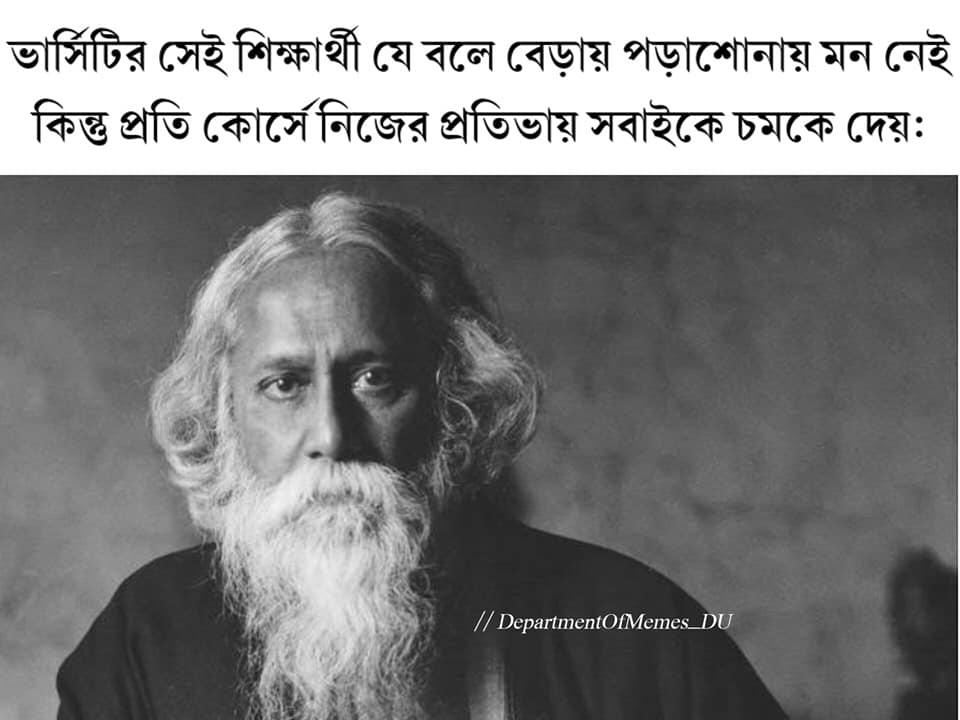 ভার্সিটির সেই শিক্ষার্থী যে বলে বেড়ায় পড়াশোনায় মন নেই
কিন্তু প্রতি কোর্সে নিজের প্রতিভায় সবাইকে চমকে দেয়:
// DepartmentOfMemes_DU